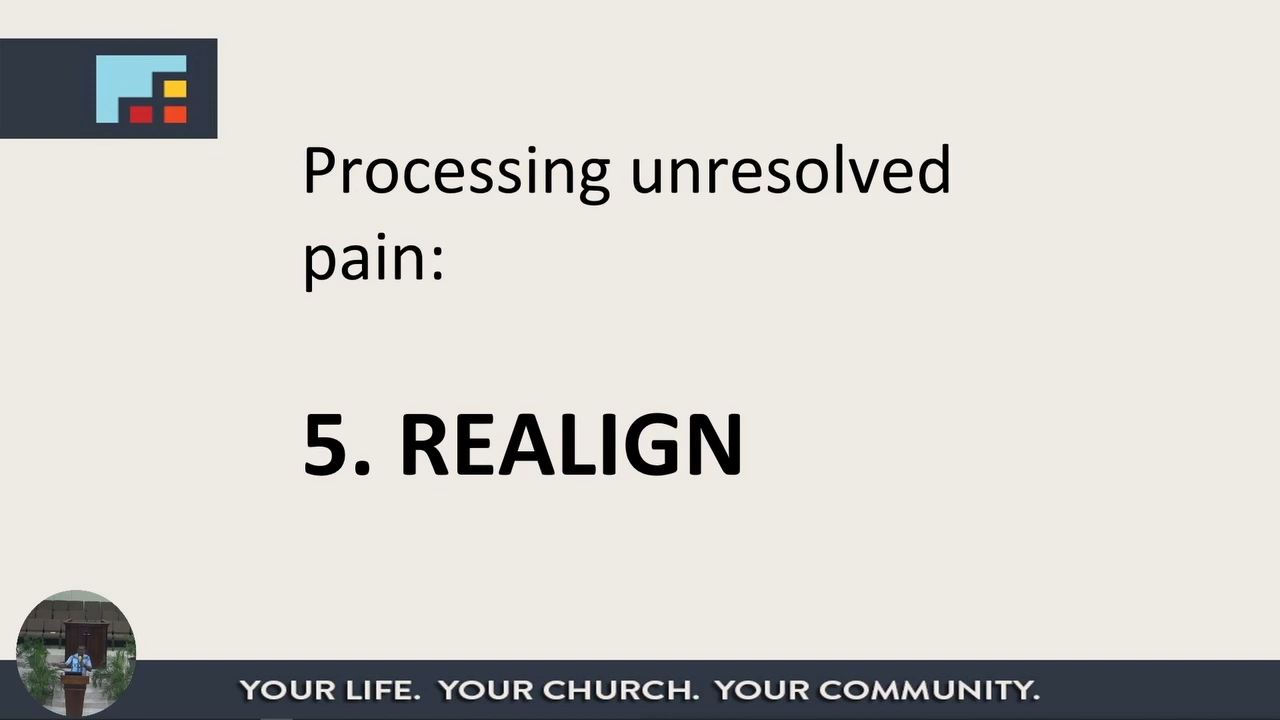 Processing unresolved
pain:
5. REALIGN
YOUR LIFE. YOUR CHURCH. YOUR COMMUNITY.